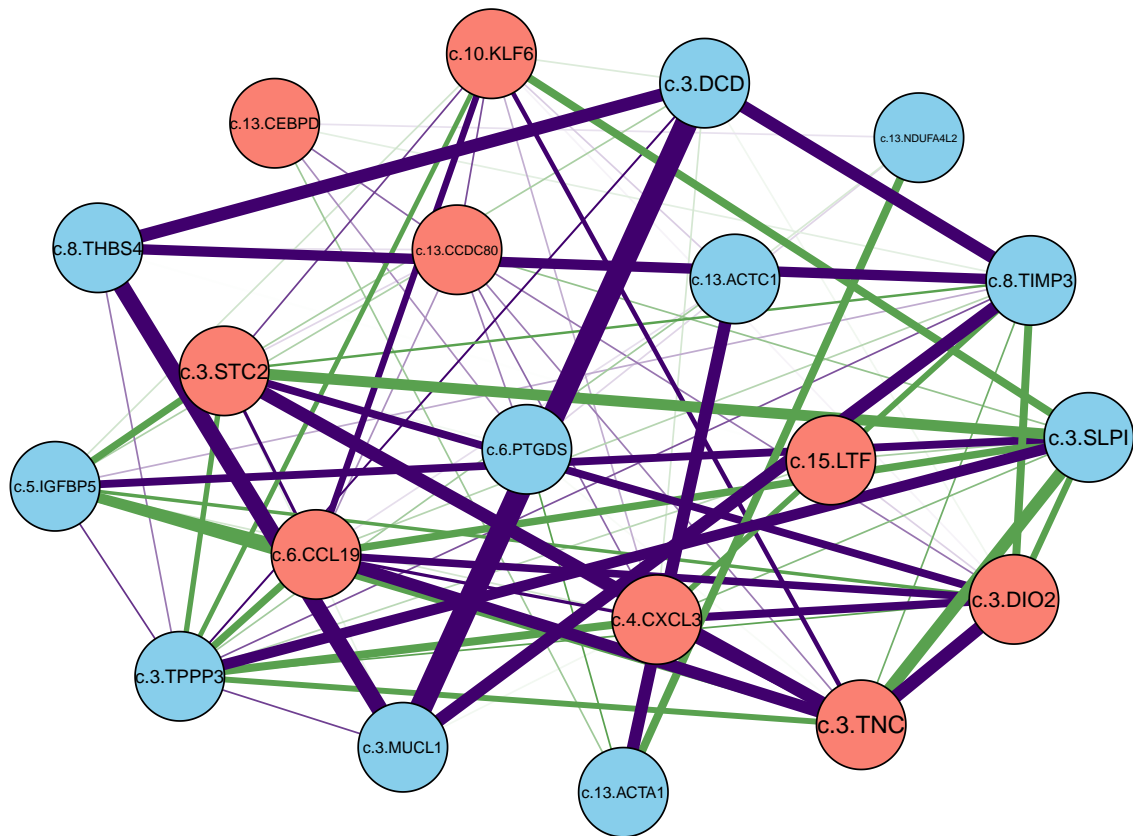 c.10.KLF6
c.3.DCD
c.13.CEBPD
c.13.NDUFA4L2
c.8.THBS4
c.13.CCDC80
c.13.ACTC1
c.8.TIMP3
c.3.STC2
c.3.SLPI
c.6.PTGDS
c.15.LTF
c.5.IGFBP5
c.6.CCL19
c.3.DIO2
c.4.CXCL3
c.3.TPPP3
c.3.TNC
c.3.MUCL1
c.13.ACTA1